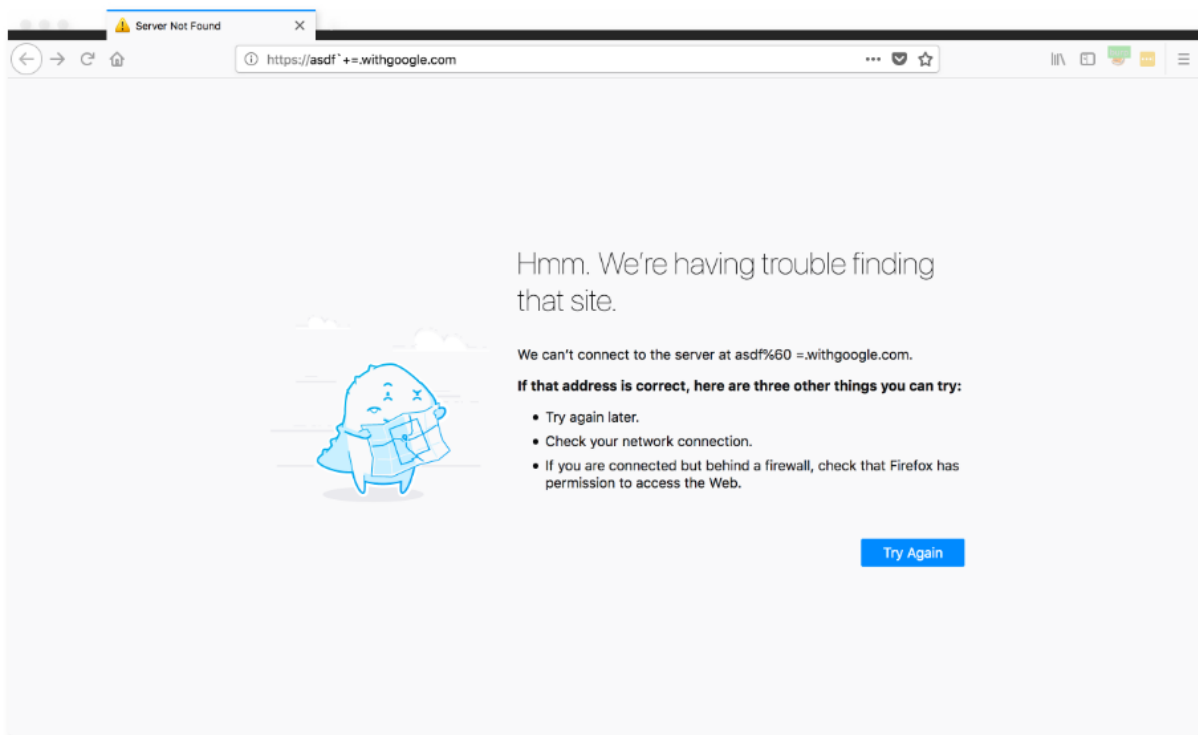 Server Not Found
https://asdf`+=.withgoogle.com
Hmm. We're having trouble finding
that site.
We can't connect to the server at asdf%60 =.withgoogle.com.
If that address is correct, here are three other things you can try:
• Try again later.
• Check your network connection.
• If you are connected but behind a firewall, check that Firefox has
permission to access the Web.
Try Again